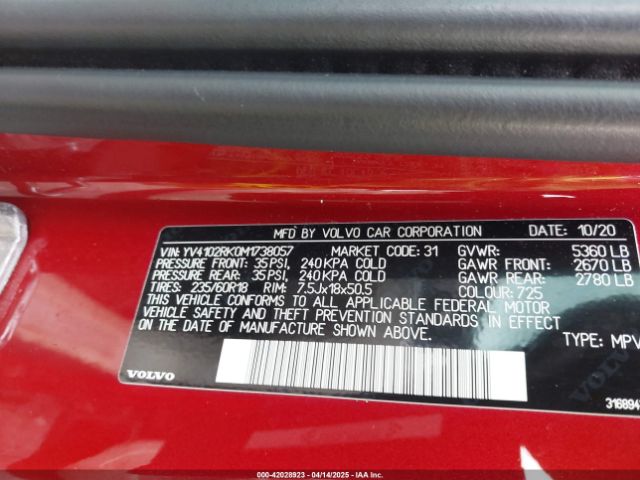 MFD BY VOLVO CAR CORPORATION DATE: 10/20
VIN: YV4102RK0M1738057 MARKET CODE: 31 GVWR: 5360 LB
PRESSURE FRONT: 35PSI, 240KPA COLD GAWR FRONT: 2670 LB
PRESSURE REAR: 35PSI, 240KPA COLD GAWR REAR: 2780 LB
TIRES: 235/60R18 RIM: 7.5Jx18x50.5 COLOUR: 725
THIS VEHICLE CONFORMS TO ALL APPLICABLE FEDERAL MOTOR
VEHICLE SAFETY AND THEFT PREVENTION STANDARDS IN EFFECT
ON THE DATE OF MANUFACTURE SHOWN ABOVE.
TYPE: MPV
VOLVO
VOLVO
000-42028923 - 04/14/2025 - IAAI.COM